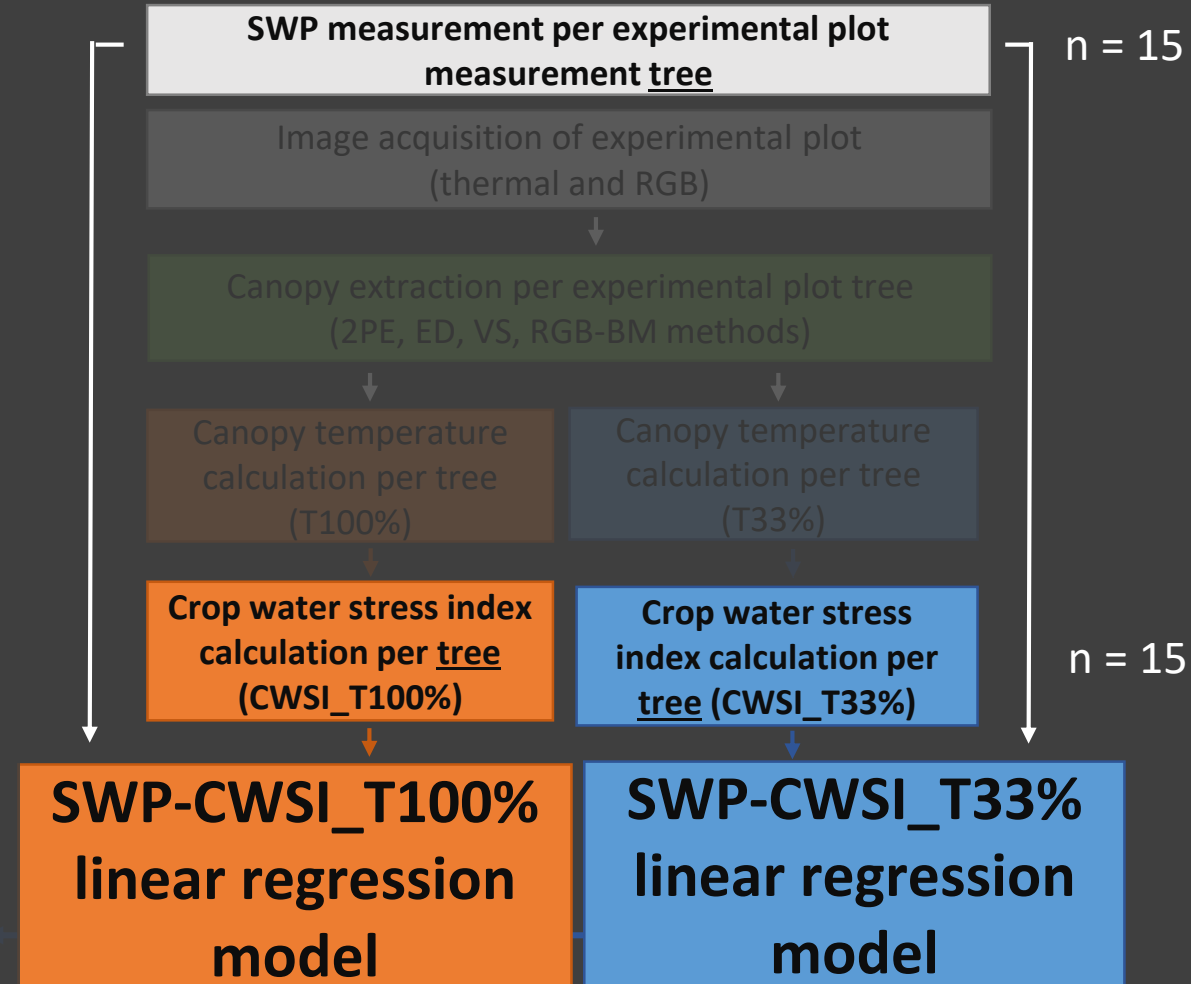 SWP measurement per experimental plot
measurement tree
n = 15
Image acquisition of experimental plot
(thermal and RGB)
Canopy extraction per experimental plot tree
(2PE, ED, VS, RGB-BM methods)
Canopy temperature
calculation per tree
(T100%)
Canopy temperature
calculation per tree
(T33%)
Crop water stress index
calculation per tree
(CWSI_T100%)
Crop water stress
index calculation per
tree (CWSI_T33%)
n = 15
SWP-CWSI_T100%
linear regression
model
SWP-CWSI_T33%
linear regression
model